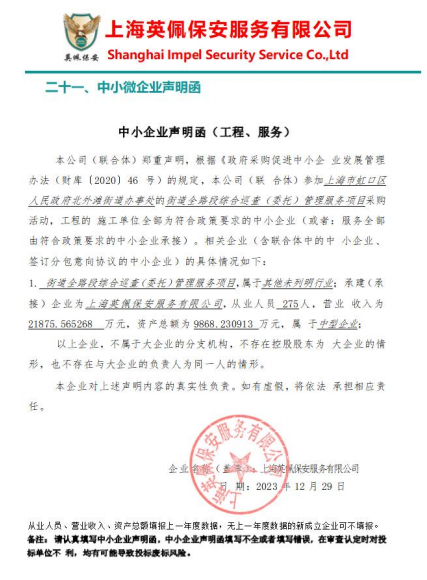 上海英佩保安服务有限公司
英佩保安
Shanghai Impel Security Service Co.,Ltd
二十一、中小微企业声明函
中小企业声明函（工程、服务）
本公司（联合体）郑重声明，根据《政府采购促进中小企 业发展管理
办法（财库〔2020〕46 号）的规定，本公司（联 合体）参加上海市虹口区
人民政府北外滩街道办事处的街道全路段综合巡查（委托）管理服务项目采购
活动，工程的 施工单位全部为符合政策要求的中小企业（或者：服务全部
由符合政策要求的中小企业承接）。相关企业（含联合体中的中 小企业、
签订分包意向协议的中小企业）的具体情况如下：
1. 街道全路段综合巡查（委托）管理服务项目,属于其他未列明行业；承建（承
接）企业为上海英佩保安服务有限公司,从业人员 275人，营业 收入为
21875.565268 万元，资产总额为9868.230913万元，属 于中型企业；
以上企业，不属于大企业的分支机构，不存在控股股东为 大企业的情
形，也不存在与大企业的负责人为同一人的情形。
本企业对上述声明内容的真实性负责。如有虚假，将依法 承担相应责
任。
企业名称（盖章）：上海英佩保安服务有限公司
日 期：2023 年 12 月 29 日
上海英佩保安服务有限公司
从业人员、营业收入、资产总额填报上一年度数据，无上一年度数据的新成立企业可不填报。
备注：请认真填写中小企业声明函，中小企业声明函填写不全或者填写错误，在审查认定时对投
标单位不 利，均有可能导致投标废标风险。